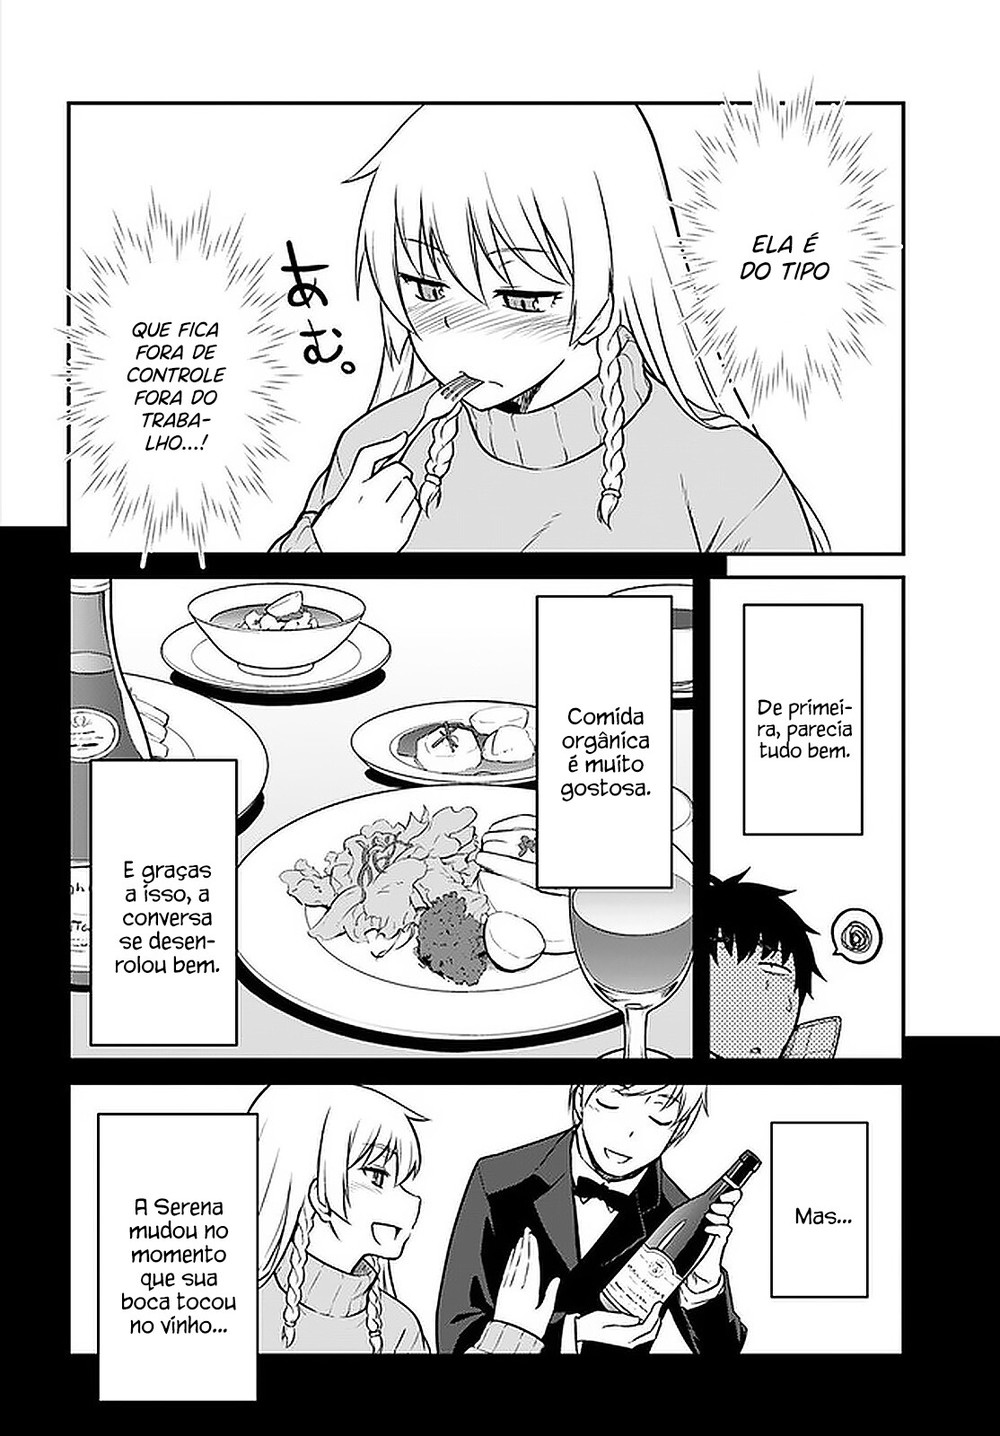 ELA É
DO TIPO
あむ。
QUE FICA
FORA DE
CONTROLE
FORA DO
TRABA-
LHO...!
De primei-
ra, parecia
tudo bem.
Comida
orgânica
é muito
gostosa.
E graças
a isso, a
conversa
se desen-
rolou bem.
Mas...
A Serena
mudou no
momento
que sua
boca tocou
no vinho...